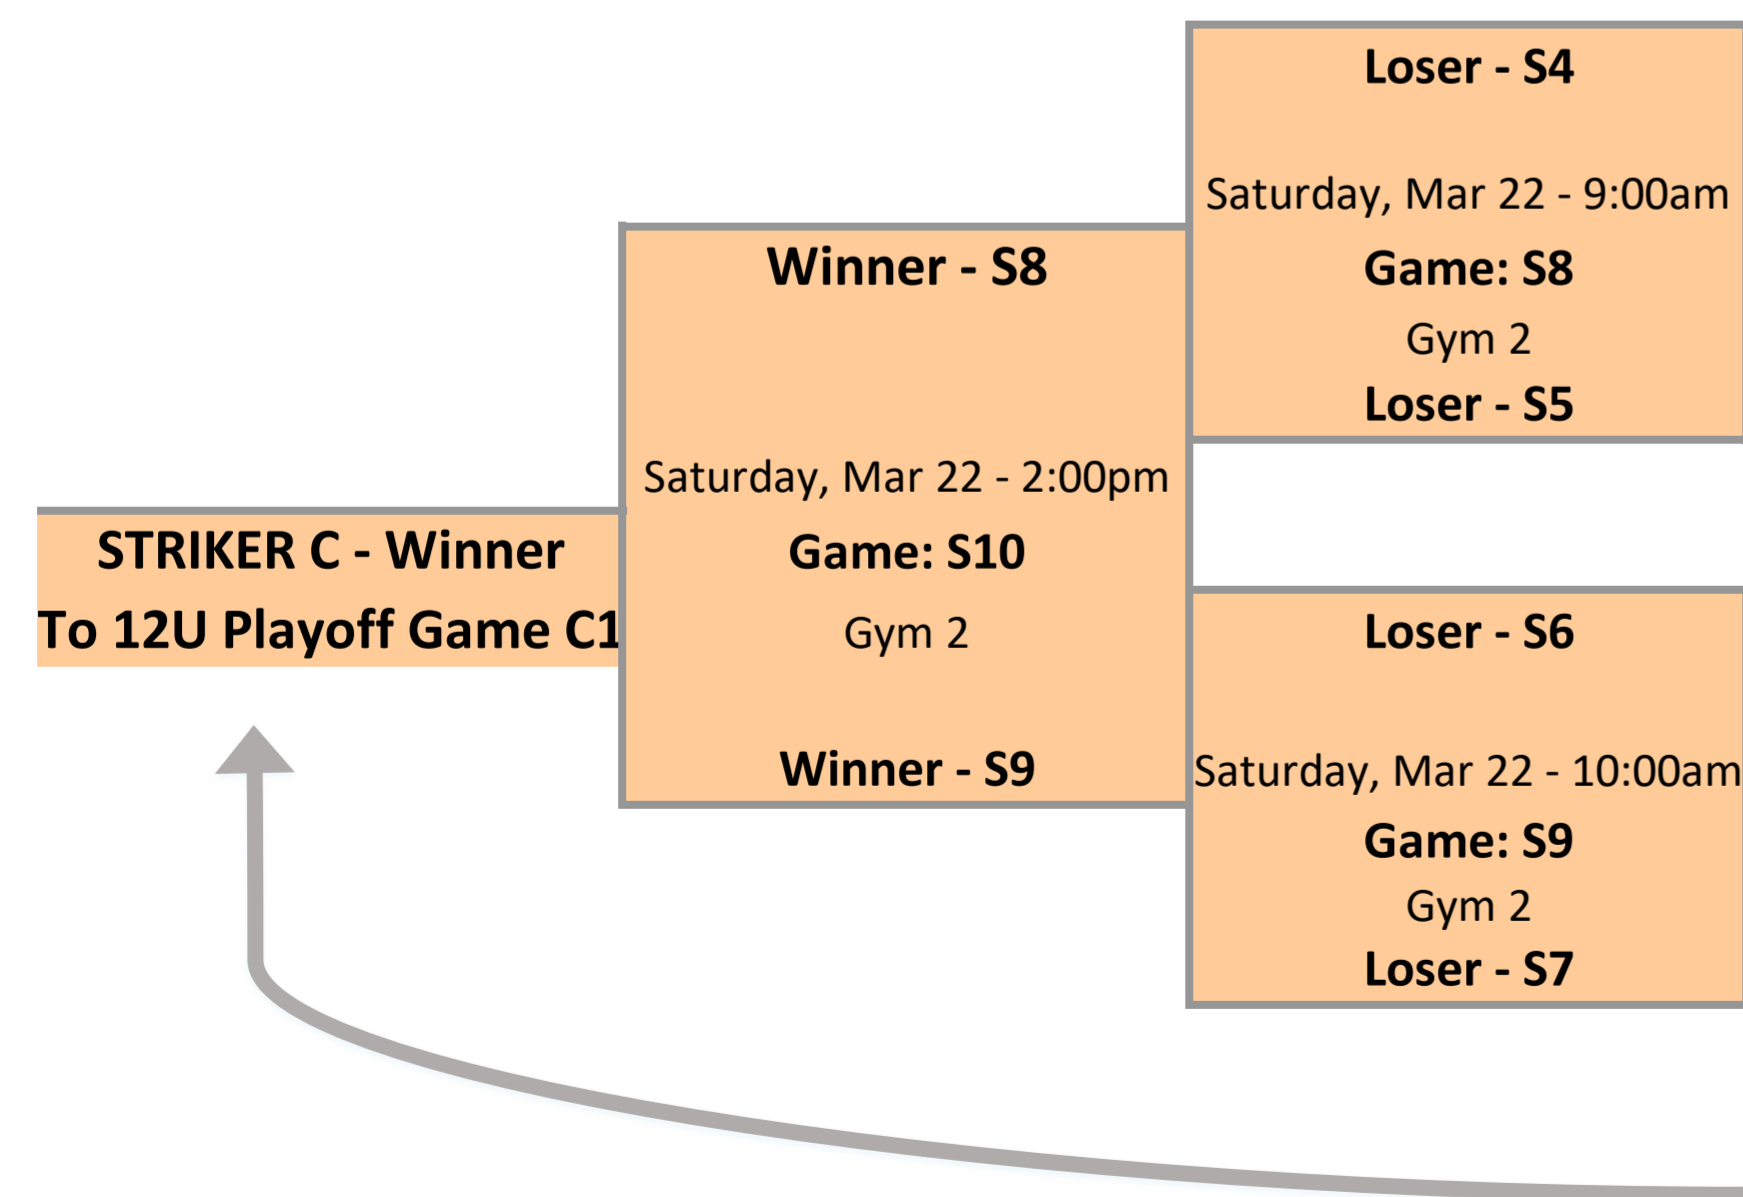 Loser - S4
Saturday, Mar 22 - 9:00am
Game: S8
Gym 2
Loser - S5
Winner - S8
Saturday, Mar 22 - 2:00pm
Game: S10
Gym 2
Winner - S9
STRIKER C - Winner
To 12U Playoff Game C1
Loser - S6
Saturday, Mar 22 - 10:00am
Game: S9
Gym 2
Loser - S7